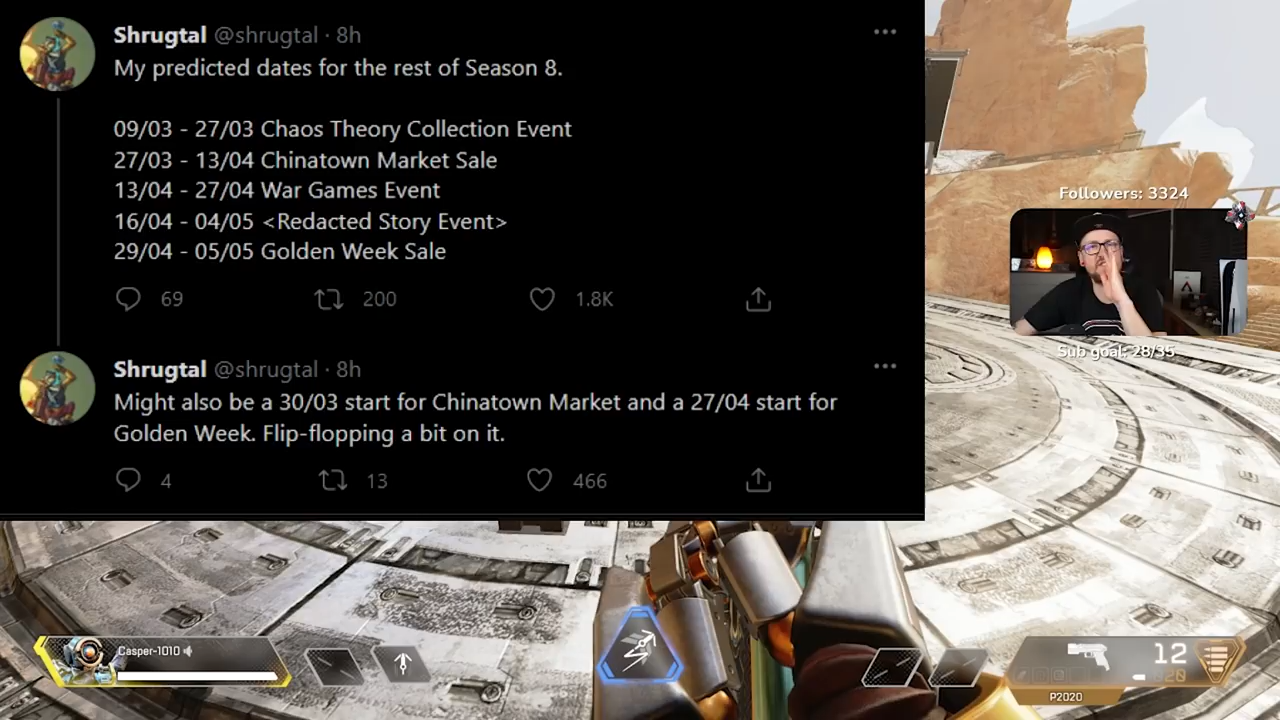 Shrugtal @shrugtal · 8h
My predicted dates for the rest of Season 8.
09/03 - 27/03 Chaos Theory Collection Event
27/03 - 13/04 Chinatown Market Sale
13/04 - 27/04 War Games Event
16/04 - 04/05 <Redacted Story Event>
29/04 - 05/05 Golden Week Sale
69 200 1.8K
Shrugtal @shrugtal · 8h
Might also be a 30/03 start for Chinatown Market and a 27/04 start for
Golden Week. Flip-flopping a bit on it.
4 13 466
Followers: 3324
Sub goal: 28/35
Casper-1010
12
P2020